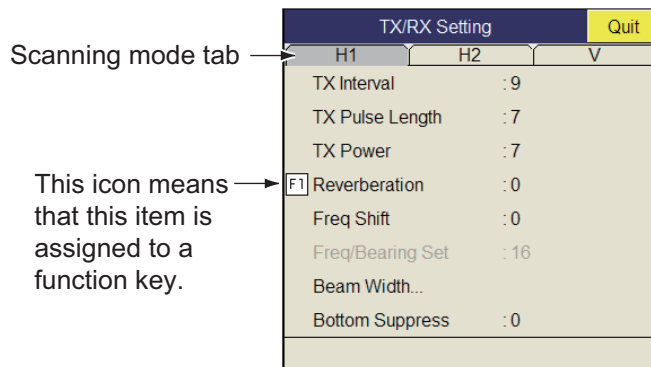 TX/RX Setting
Quit
Scanning mode tab
H1
H2
V
TX Interval : 9
TX Pulse Length : 7
TX Power : 7
This icon means
that this item is
assigned to a
function key.
F1 Reverberation : 0
Freq Shift : 0
Freq/Bearing Set : 16
Beam Width...
Bottom Suppress : 0